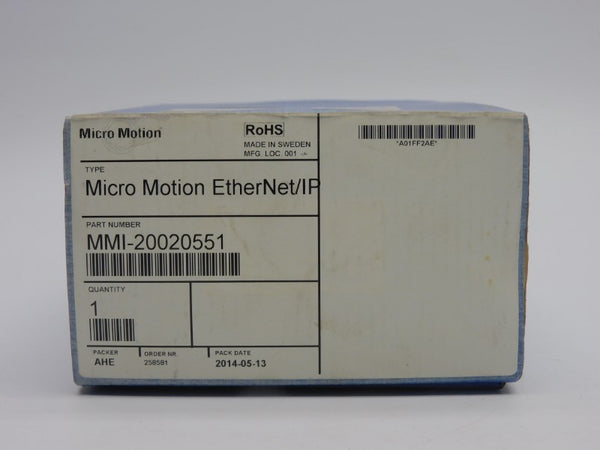 Micro Motion
RoHS
MADE IN SWEDEN
MFG. LOC. 001
TYPE
Micro Motion EtherNet/IP
PART NUMBER
MMI-20020551
QUANTITY
1
PACKER
AHE
ORDER NR.
258581
PACK DATE
2014-05-13
*A01FF2AE*